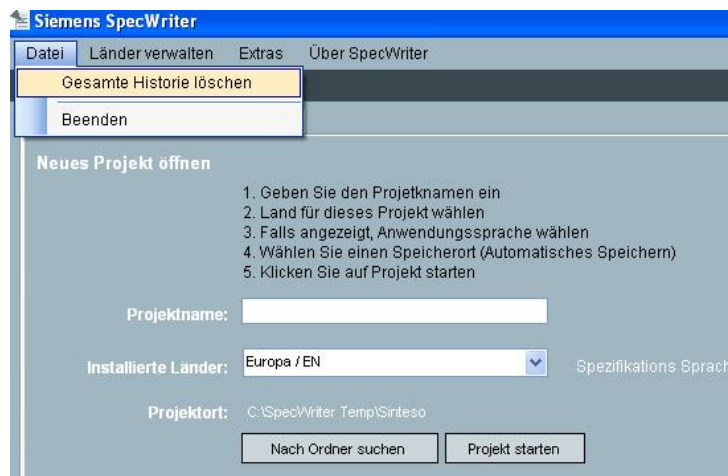 Siemens SpecWriter
Datei Länder verwalten Extras Über SpecWriter
Gesamte Historie löschen
Beenden
Neues Projekt öffnen
1. Geben Sie den Projetknamen ein
2. Land für dieses Projekt wählen
3. Falls angezeigt, Anwendungssprache wählen
4. Wählen Sie einen Speicherort (Automatisches Speichern)
5. Klicken Sie auf Projekt starten
Projektname:
Installierte Länder: Europa / EN Spezifikations Sprach
Projektort: C:\SpecWriter Temp\Sinteso
Nach Ordner suchen Projekt starten